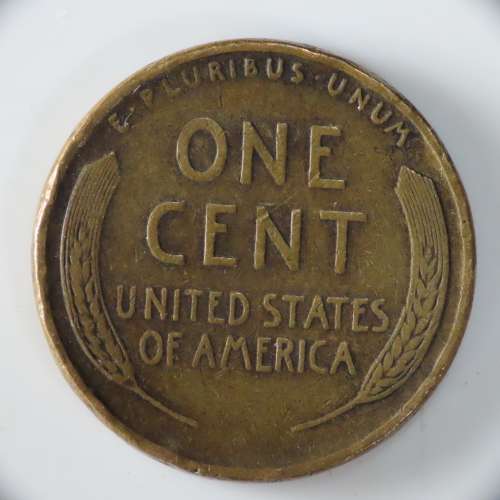 E·PLURIBUS·UNUM
ONE
CENT
UNITED STATES
OF AMERICA